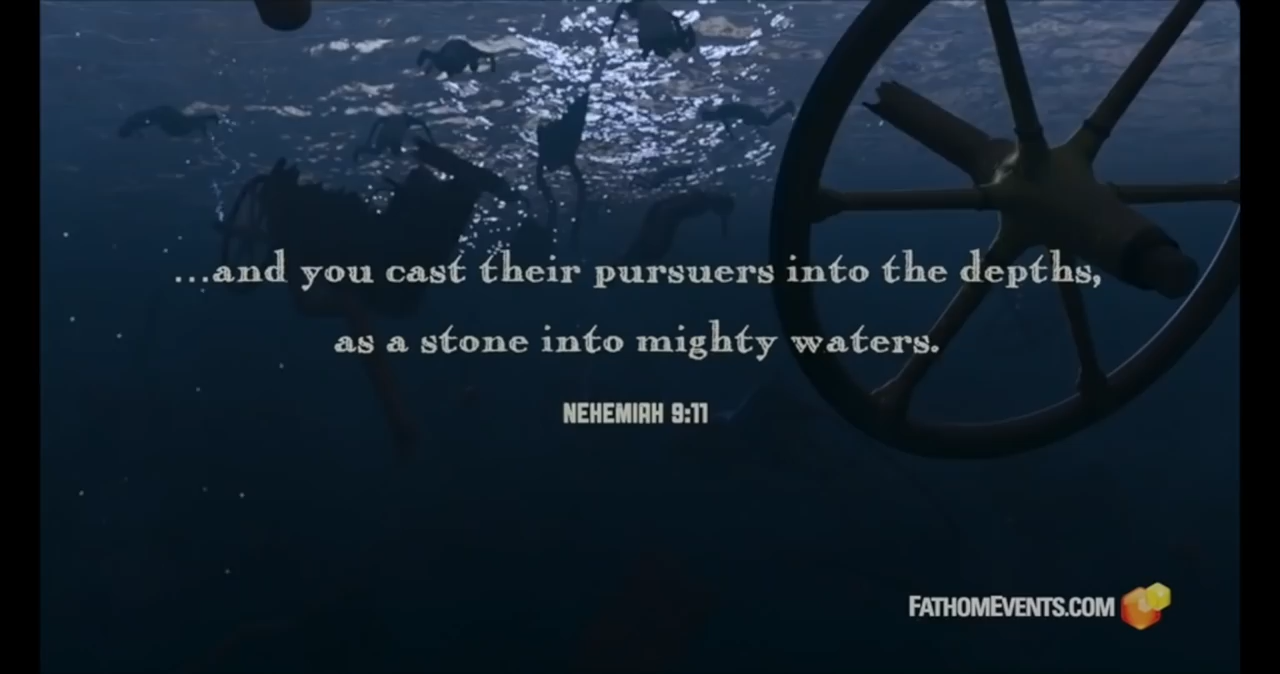 ...and you cast their pursuers into the depths,
as a stone into mighty waters.
NEHEMIAH 9:11
FATHOMEVENTS.COM